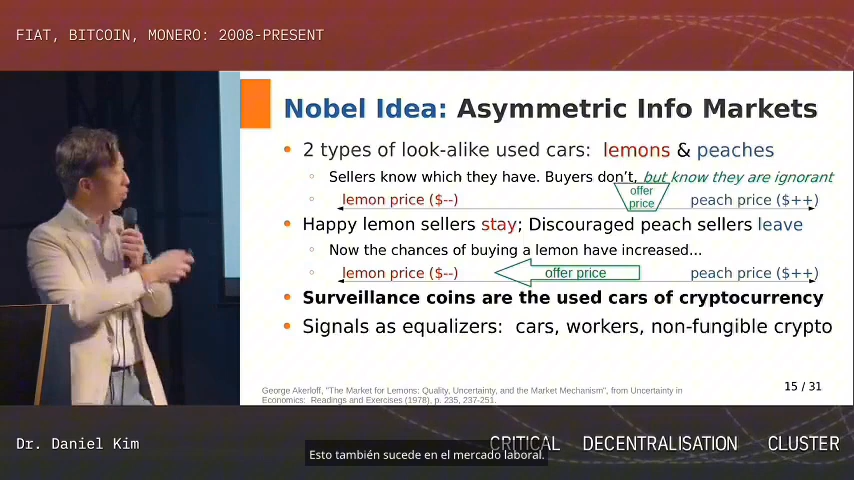 FIAT, BITCOIN, MONERO: 2008-PRESENT
Nobel Idea: Asymmetric Info Markets
• 2 types of look-alike used cars: lemons & peaches
◦ Sellers know which they have. Buyers don't, but know they are ignorant
offer
price
◦ lemon price ($--) peach price ($++)
• Happy lemon sellers stay; Discouraged peach sellers leave
◦ Now the chances of buying a lemon have increased...
◦ lemon price ($--) offer price peach price ($++)
• Surveillance coins are the used cars of cryptocurrency
• Signals as equalizers: cars, workers, non-fungible crypto
George Akerloff, "The Market for Lemons: Quality, Uncertainty, and the Market Mechanism", from Uncertainty in
Economics: Readings and Exercises (1978), p. 235, 237-251.
15 / 31
Dr. Daniel Kim
CRITICAL DECENTRALISATION CLUSTER
Esto también sucede en el mercado laboral.